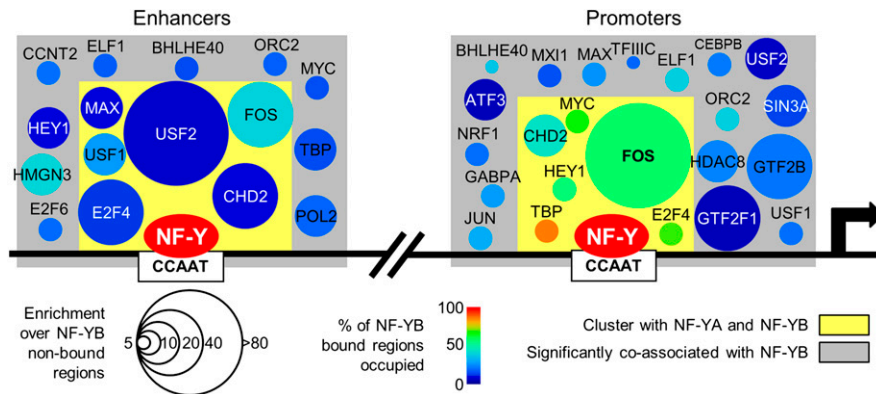 Enhancers
CCNT2
ELF1
BHLHE40
ORC2
MYC
HEY1
MAX
USF2
FOS
USF1
TBP
HMGN3
CHD2
E2F4
E2F6
POL2
NF-Y
CCAAT
Promoters
BHLHE40
MXI1
MAX
TFIIIC
ELF1
CEBPB
USF2
ATF3
MYC
SIN3A
ORC2
CHD2
NRF1
FOS
HDAC8
GTF2B
HEY1
GABPA
TBP
E2F4
GTF2F1
USF1
JUN
NF-Y
CCAAT
Enrichment
over NF-YB
non-bound
regions
5 10 20 40 >80
% of NF-YB
bound regions
occupied
100
50
0
Cluster with NF-YA and NF-YB
Significantly co-associated with NF-YB